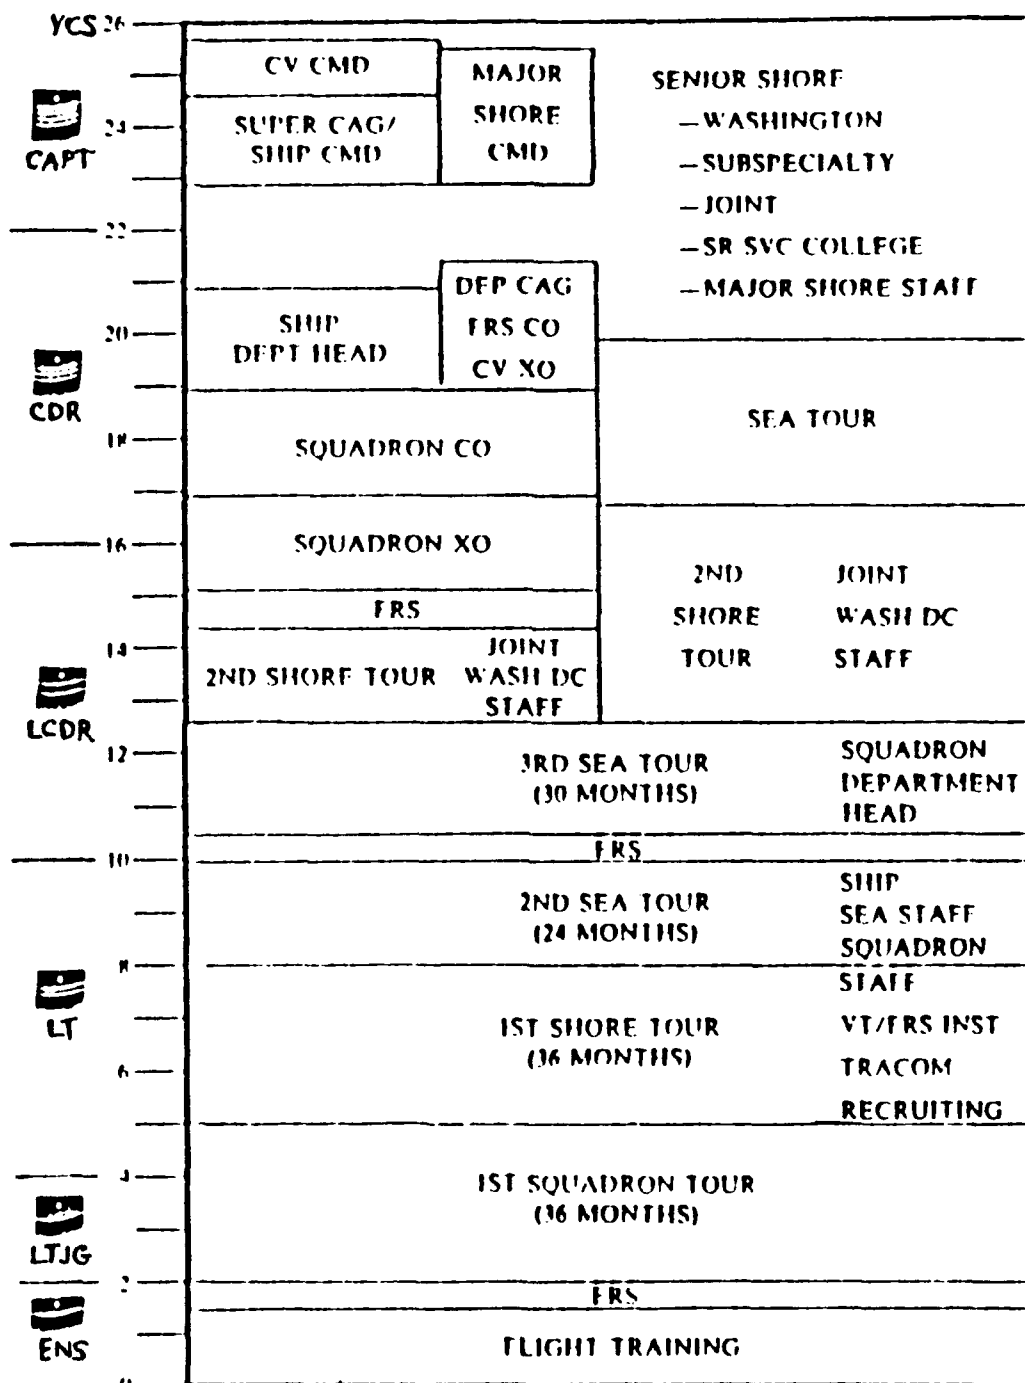 YCS 26
CV CMD
MAJOR
SHORE
CMD
SENIOR SHORE
—WASHINGTON
—SUBSPECIALTY
—JOINT
—SR SVC COLLEGE
—MAJOR SHORE STAFF
CAPT
24
SUPER CAG/
SHIP CMD
22
DEP CAG
FRS CO
CV XO
20
SHIP
DEPT HEAD
CDR
SEA TOUR
18
SQUADRON CO
16
SQUADRON XO
2ND
SHORE
TOUR
JOINT
WASH DC
STAFF
FRS
14
2ND SHORE TOUR
JOINT
WASH DC
STAFF
LCDR
12
3RD SEA TOUR
(30 MONTHS)
SQUADRON
DEPARTMENT
HEAD
10
FRS
2ND SEA TOUR
(24 MONTHS)
SHIP
SEA STAFF
SQUADRON
8
LT
1ST SHORE TOUR
(36 MONTHS)
STAFF
VT/FRS INST
TRACOM
RECRUITING
6
4
1ST SQUADRON TOUR
(36 MONTHS)
LTJG
2
FRS
ENS
FLIGHT TRAINING
0